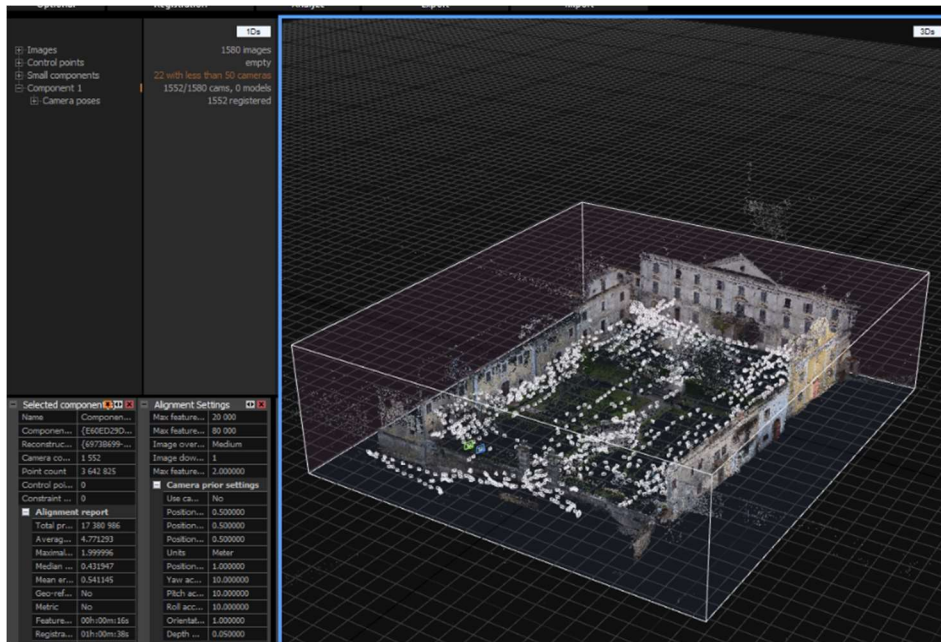 Optional Registration Analyze Export Import
1Ds
3Ds
Images 1580 images
Control points empty
Small components 22 with less than 50 cameras
Component 1 1552/1580 cams, 0 models
Camera poses 1552 registered
Selected component
Name Componen...
Componen... {E60ED29D...
Reconstruc... {69738699-...
Camera co... 1 552
Point count 3 642 825
Control poi... 0
Constraint ... 0
Alignment report
Total pr... 17 380 986
Averag... 4.771293
Maximal... 1.999996
Median ... 0.431947
Mean er... 0.541145
Geo-ref... No
Metric No
Feature... 00h:00m:16s
Registra... 01h:00m:38s
Alignment Settings
Max feature... 20 000
Max feature... 80 000
Image over... Medium
Image dow... 1
Max feature... 2.000000
Camera prior settings
Use ca... No
Position... 0.500000
Position... 0.500000
Position... 0.500000
Units Meter
Position... 1.000000
Yaw ac... 10.000000
Pitch ac... 10.000000
Roll acc... 10.000000
Orientat... 1.000000
Depth ... 0.050000